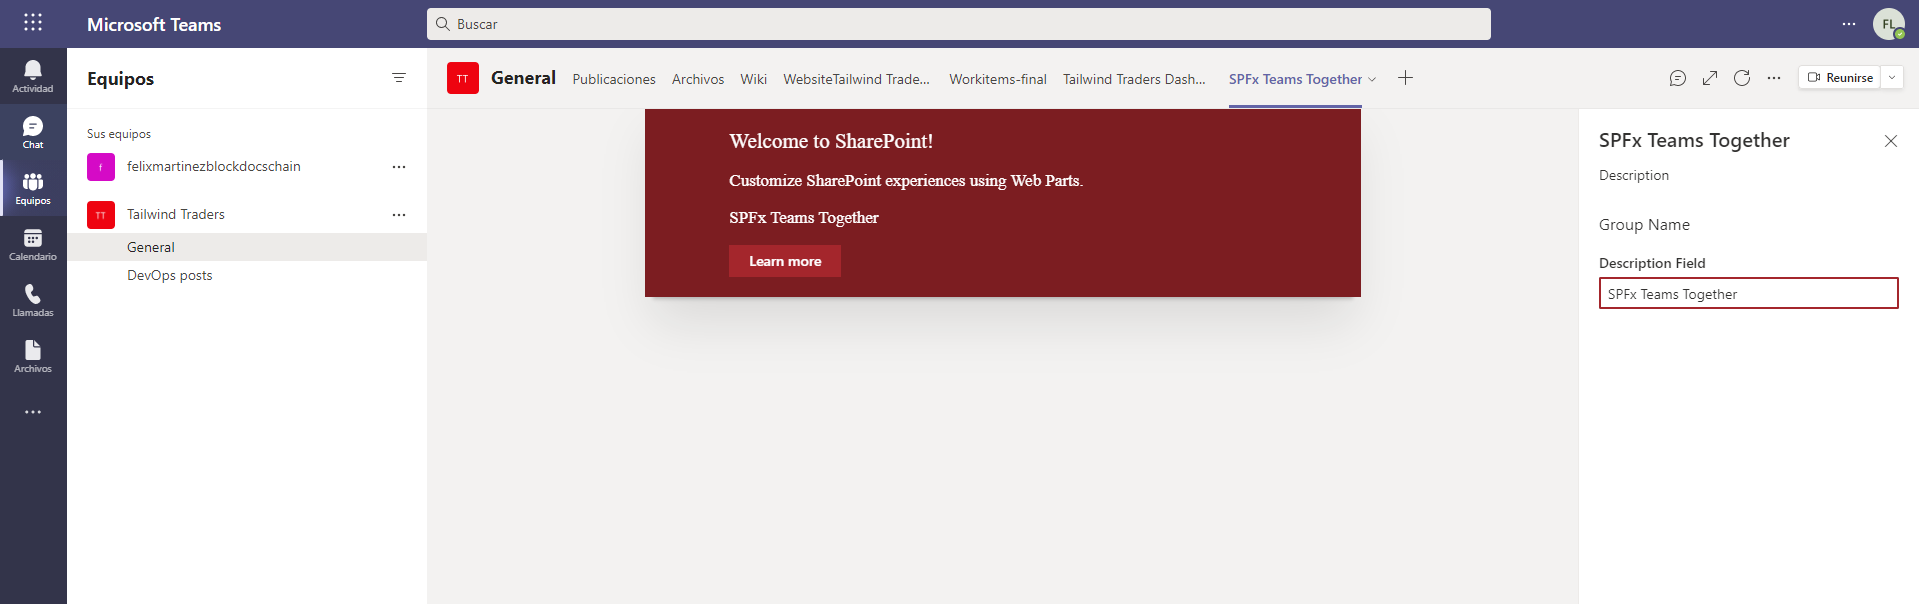 Microsoft Teams
Buscar
FL
Actividad
Chat
Equipos
Calendario
Llamadas
Archivos
Equipos
Sus equipos
f felixmartinezblockdocschain
TT Tailwind Traders
General
DevOps posts
TT General Publicaciones Archivos Wiki WebsiteTailwind Trade... Workitems-final Tailwind Traders Dash... SPFx Teams Together
Reunirse
Welcome to SharePoint!
Customize SharePoint experiences using Web Parts.
SPFx Teams Together
Learn more
SPFx Teams Together
Description
Group Name
Description Field
SPFx Teams Together